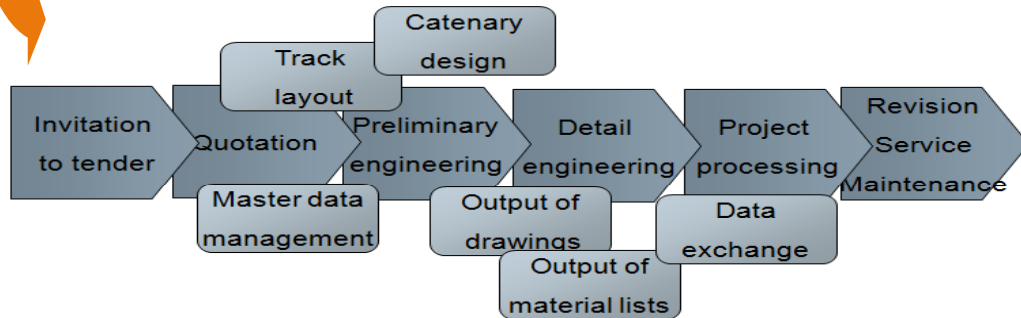 Catenary
design
Track
layout
Invitation
to tender
Quotation
Preliminary
engineering
Detail
engineering
Project
processing
Revision
Service
Maintenance
Master data
management
Output of
drawings
Data
exchange
Output of
material lists